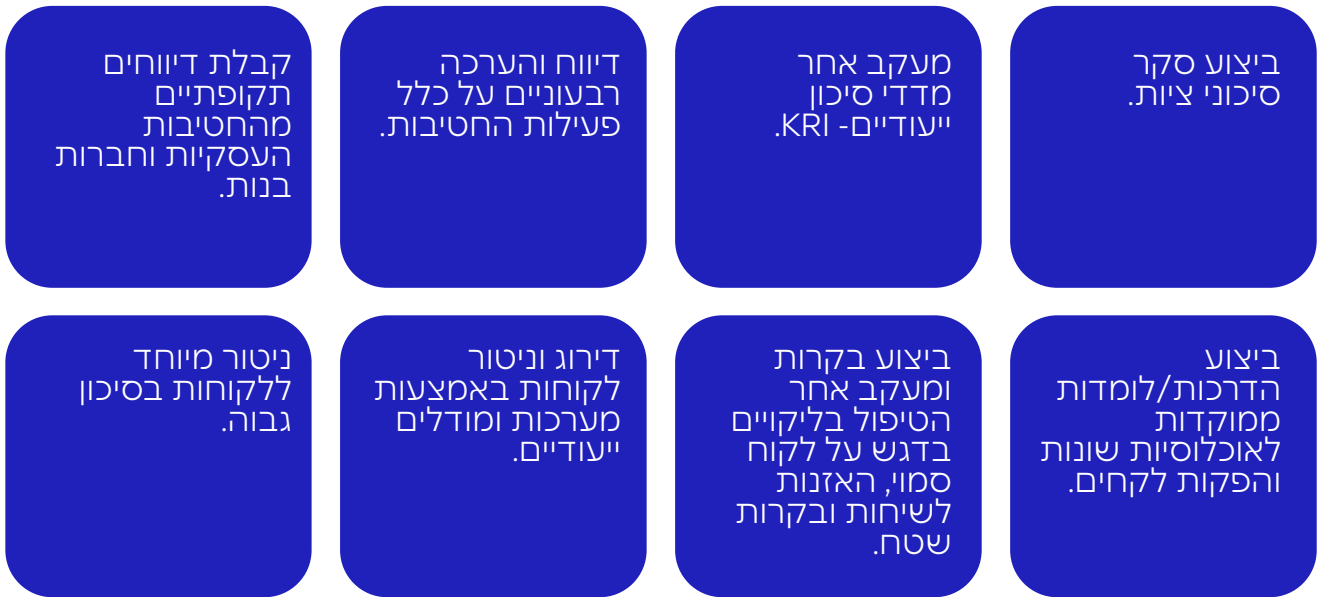 ביצוע סקר
סיכוני ציות.
מעקב אחר
מדדי סיכון
ייעודיים- KRI.
דיווח והערכה
רבעוניים על כלל
פעילות החטיבות.
קבלת דיווחים
תקופתיים
מהחטיבות
העסקיות וחברות
בנות.
ביצוע
הדרכות/לומדות
ממוקדות
לאוכלוסיות שונות
והפקות לקחים.
ביצוע בקרות
ומעקב אחר
הטיפול בליקויים
בדגש על לקוח
סמוי, האזנות
לשיחות ובקרות
שטח.
דירוג וניטור
לקוחות באמצעות
מערכות ומודלים
ייעודיים.
ניטור מיוחד
ללקוחות בסיכון
גבוה.